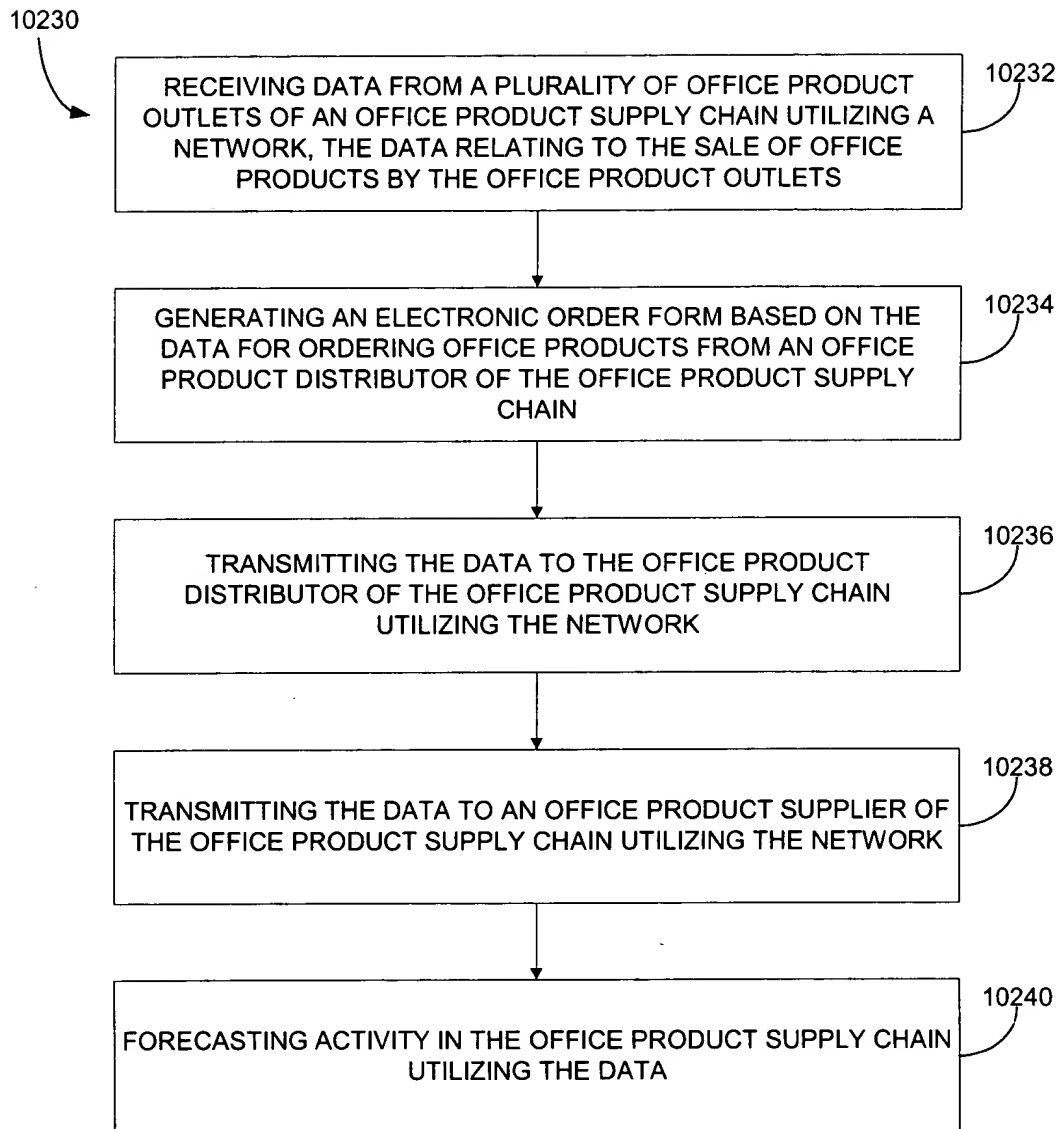 10230
10232
RECEIVING DATA FROM A PLURALITY OF OFFICE PRODUCT
OUTLETS OF AN OFFICE PRODUCT SUPPLY CHAIN UTILIZING A
NETWORK, THE DATA RELATING TO THE SALE OF OFFICE
PRODUCTS BY THE OFFICE PRODUCT OUTLETS
10234
GENERATING AN ELECTRONIC ORDER FORM BASED ON THE
DATA FOR ORDERING OFFICE PRODUCTS FROM AN OFFICE
PRODUCT DISTRIBUTOR OF THE OFFICE PRODUCT SUPPLY
CHAIN
10236
TRANSMITTING THE DATA TO THE OFFICE PRODUCT
DISTRIBUTOR OF THE OFFICE PRODUCT SUPPLY CHAIN
UTILIZING THE NETWORK
10238
TRANSMITTING THE DATA TO AN OFFICE PRODUCT SUPPLIER OF
THE OFFICE PRODUCT SUPPLY CHAIN UTILIZING THE NETWORK
10240
FORECASTING ACTIVITY IN THE OFFICE PRODUCT SUPPLY CHAIN
UTILIZING THE DATA